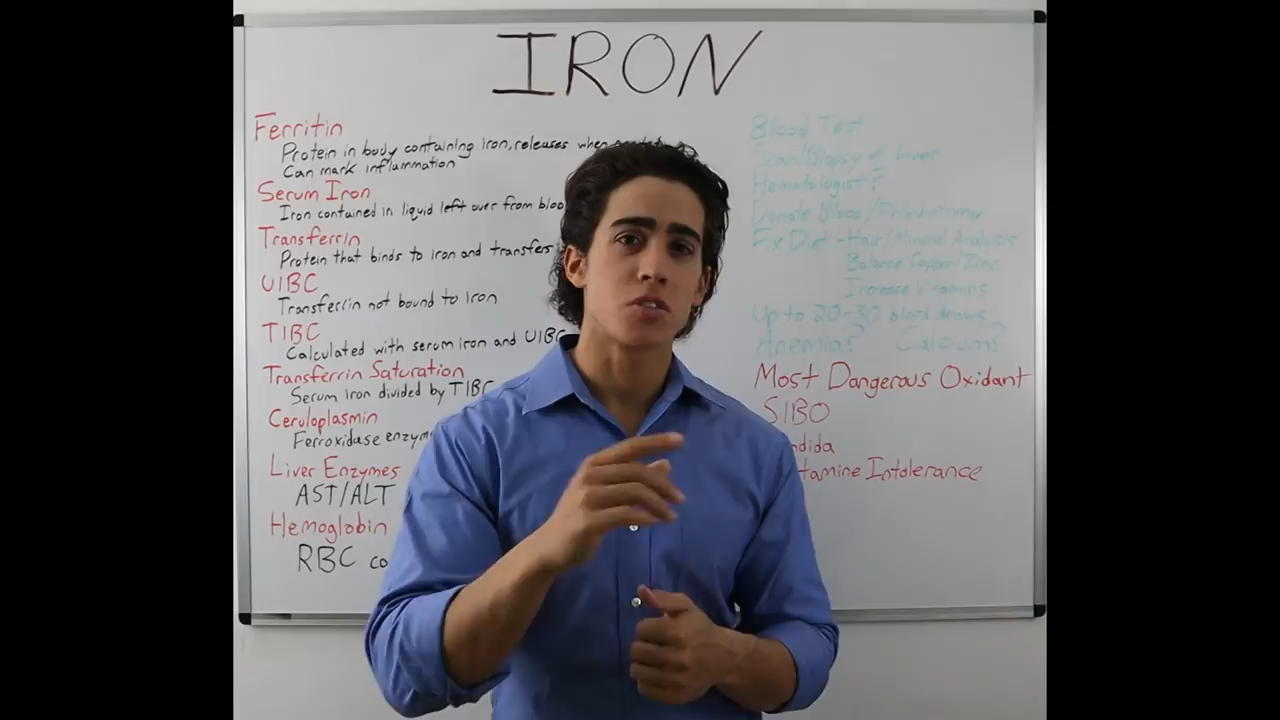 IRON
Ferritin
Protein in body containing iron, releases when
Can mark inflammation
Serum Iron
Iron contained in liquid left over from
Transferrin
Protein that binds to iron and transfers
UIBC
Transferrin not bound to Iron
TIBC
Calculated with serum iron and UIBC
Transferrin Saturation
Serum iron divided by TIBC
Ceruloplasmin
Ferroxidase
Liver Enzymes
AST/ALT
Hemoglobin
RBC
Blood Test
Iron/Biopsy of Liver
Hematologist?
Donate Blood/Phlebotomy
Fix Diet - Hair/Mineral Analysis
Balance Copper/Zinc
Increase Vitamins
Up to 20-30 blood draws
Anemia? Calcium?
Most Dangerous Oxidant
SIBO
Intolerance